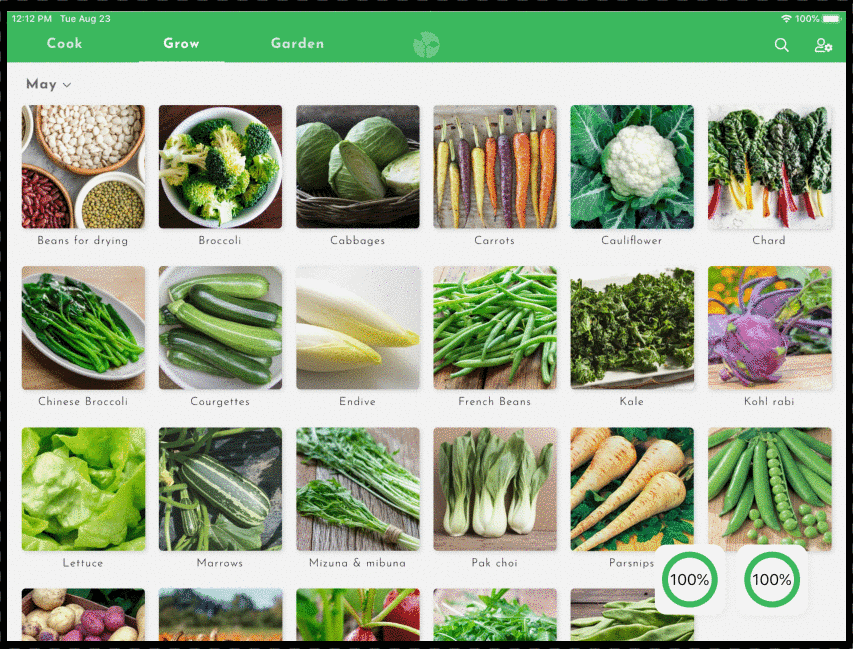 12:12 PM Tue Aug 23 100%
Cook Grow Garden
May
Beans for drying Broccoli Cabbages Carrots Cauliflower Chard
Chinese Broccoli Courgettes Endive French Beans Kale Kohl rabi
Lettuce Marrows Mizuna & mibuna Pak choi Parsnips
100% 100%